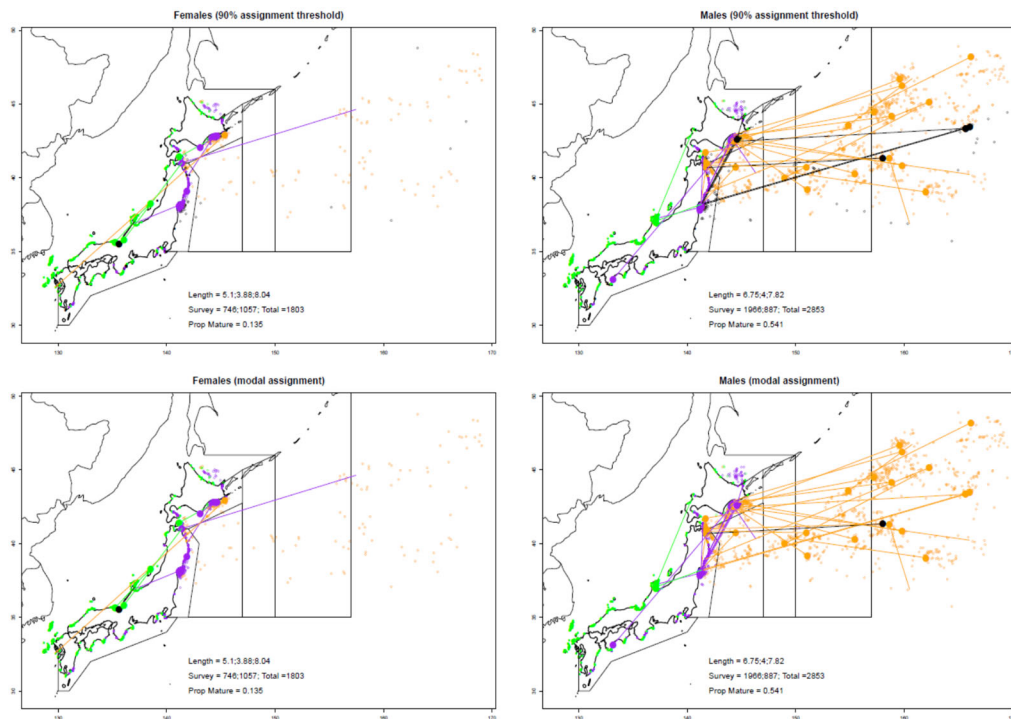 Females (90% assignment threshold)
Length = 5.1;3.88;8.04
Survey = 746;1057; Total =1803
Prop Mature = 0.135
130 140 150 160 170
Males (90% assignment threshold)
Length = 6.75;4;7.82
Survey = 1966;887; Total =2853
Prop Mature = 0.541
130 140 150 160
Females (modal assignment)
Length = 5.1;3.88;8.04
Survey = 746;1057; Total =1803
Prop Mature = 0.135
130 140 150 160 170
Males (modal assignment)
Length = 6.75;4;7.82
Survey = 1966;887; Total =2853
Prop Mature = 0.541
130 140 150 160